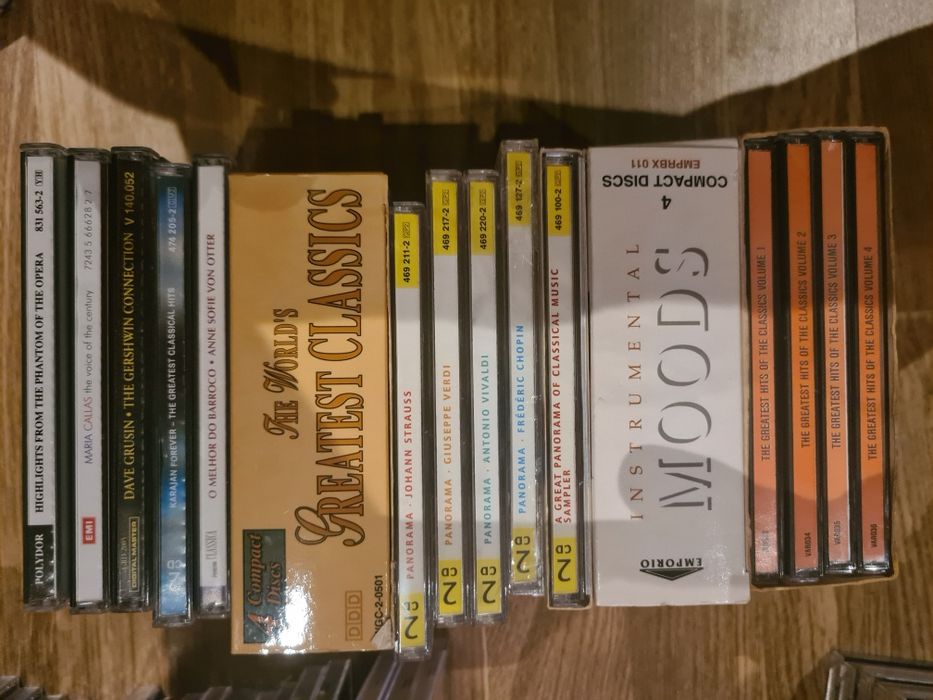 POLYDOR HIGHLIGHTS FROM THE PHANTOM OF THE OPERA 831 563-2 YH
EMI MARIA CALLAS the voice of the century 7243 5 66628 2 7
DIGITAL MASTER DAVE GRUSIN • THE GERSHWIN CONNECTION V 140.052
KARAJAN FOREVER – THE GREATEST CLASSICAL HITS 474 205-2
CLASSICA O MELHOR DO BARROCO • ANNE SOFIE VON OTTER
4 Compact Discs
THE WORLD'S
GREATEST CLASSICS
DDD
PANORAMA · JOHANN STRAUSS 469 211-2
PANORAMA · GIUSEPPE VERDI 469 217-2
PANORAMA · ANTONIO VIVALDI 469 220-2
PANORAMA · FRÉDÉRIC CHOPIN 469 127-2
A GREAT PANORAMA OF CLASSICAL MUSIC 469 100-2
SAMPLER
EMPORIO
INSTRUMENTAL
MOODS
4
COMPACT DISCS
EMPRBX 011
THE GREATEST HITS OF THE CLASSICS VOLUME 1
VAR034 THE GREATEST HITS OF THE CLASSICS VOLUME 2
VAR035 THE GREATEST HITS OF THE CLASSICS VOLUME 3
VAR036 THE GREATEST HITS OF THE CLASSICS VOLUME 4